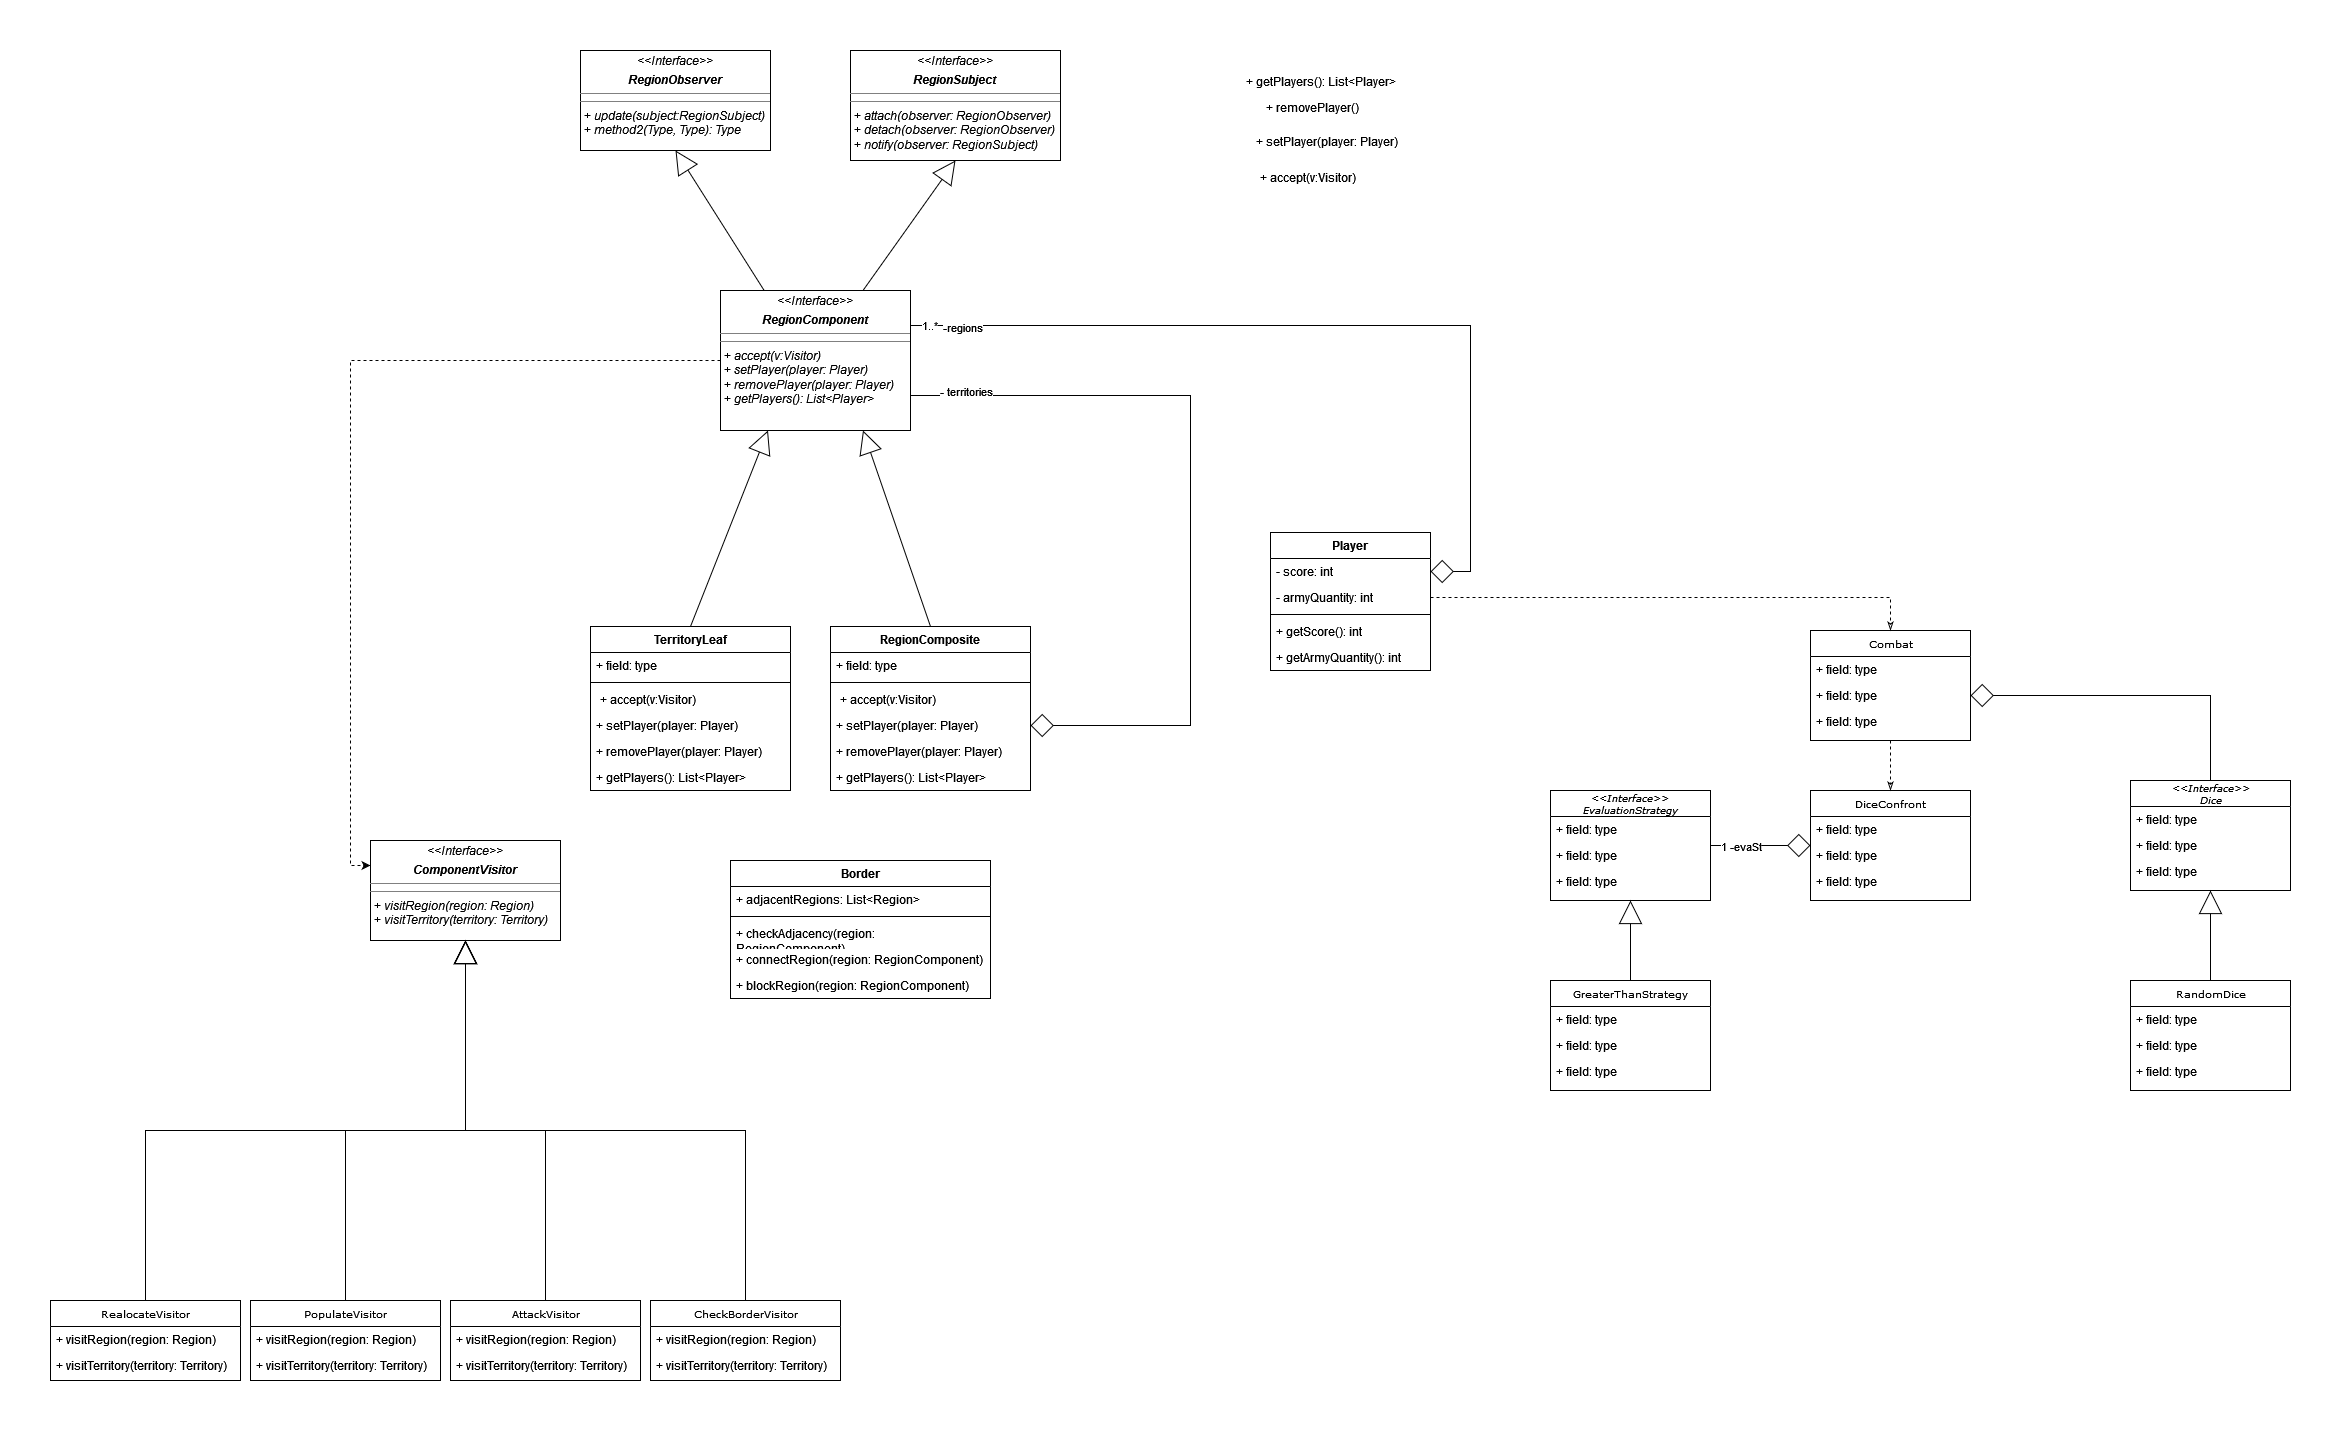 <<Interface>>
RegionObserver
+ update(subject:RegionSubject)
+ method2(Type, Type): Type
<<Interface>>
RegionSubject
+ attach(observer: RegionObserver)
+ detach(observer: RegionObserver)
+ notify(observer: RegionSubject)
+ getPlayers(): List<Player>
+ removePlayer()
+ setPlayer(player: Player)
+ accept(v:Visitor)
<<Interface>>
RegionComponent
+ accept(v:Visitor)
+ setPlayer(player: Player)
+ removePlayer(player: Player)
+ getPlayers(): List<Player>
1..* -regions
- territories
Player
- score: int
- armyQuantity: int
+ getScore(): int
+ getArmyQuantity(): int
TerritoryLeaf
+ field: type
+ accept(v:Visitor)
+ setPlayer(player: Player)
+ removePlayer(player: Player)
+ getPlayers(): List<Player>
RegionComposite
+ field: type
+ accept(v:Visitor)
+ setPlayer(player: Player)
+ removePlayer(player: Player)
+ getPlayers(): List<Player>
Combat
+ field: type
+ field: type
+ field: type
<<Interface>>
EvaluationStrategy
+ field: type
+ field: type
+ field: type
1 -evaSt
DiceConfront
+ field: type
+ field: type
+ field: type
<<Interface>>
Dice
+ field: type
+ field: type
+ field: type
<<Interface>>
ComponentVisitor
+ visitRegion(region: Region)
+ visitTerritory(territory: Territory)
Border
+ adjacentRegions: List<Region>
+ checkAdjacency(region:
RegionComponent)
+ connectRegion(region: RegionComponent)
+ blockRegion(region: RegionComponent)
GreaterThanStrategy
+ field: type
+ field: type
+ field: type
RandomDice
+ field: type
+ field: type
+ field: type
RealocateVisitor
+ visitRegion(region: Region)
+ visitTerritory(territory: Territory)
PopulateVisitor
+ visitRegion(region: Region)
+ visitTerritory(territory: Territory)
AttackVisitor
+ visitRegion(region: Region)
+ visitTerritory(territory: Territory)
CheckBorderVisitor
+ visitRegion(region: Region)
+ visitTerritory(territory: Territory)